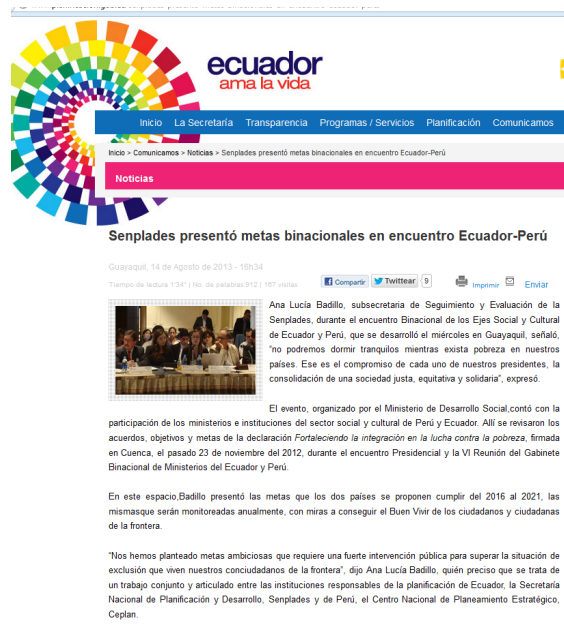 ecuador
ama la vida
Inicio La Secretaría Transparencia Programas / Servicios Planificación Comunicamos
Inicio > Comunicamos > Noticias > Senplades presentó metas binacionales en encuentro Ecuador-Perú
Noticias
Senplades presentó metas binacionales en encuentro Ecuador-Perú
Guayaquil, 14 de Agosto de 2013 - 16h34
Tiempo de lectura 1'34" | No. de palabras 912 | 167 visitas
Compartir Twittear 9 Imprimir Enviar
Ana Lucía Badillo, subsecretaria de Seguimiento y Evaluación de la
Senplades, durante el encuentro Binacional de los Ejes Social y Cultural
de Ecuador y Perú, que se desarrolló el miércoles en Guayaquil, señaló,
"no podremos dormir tranquilos mientras exista pobreza en nuestros
países. Ese es el compromiso de cada uno de nuestros presidentes, la
consolidación de una sociedad justa, equitativa y solidaria", expresó.
El evento, organizado por el Ministerio de Desarrollo Social,contó con la
participación de los ministerios e instituciones del sector social y cultural de Perú y Ecuador. Allí se revisaron los
acuerdos, objetivos y metas de la declaración Fortaleciendo la integración en la lucha contra la pobreza, firmada
en Cuenca, el pasado 23 de noviembre del 2012, durante el encuentro Presidencial y la VI Reunión del Gabinete
Binacional de Ministerios del Ecuador y Perú.
En este espacio,Badillo presentó las metas que los dos países se proponen cumplir del 2016 al 2021, las
mismasque serán monitoreadas anualmente, con miras a conseguir el Buen Vivir de los ciudadanos y ciudadanas
de la frontera.
"Nos hemos planteado metas ambiciosas que requiere una fuerte intervención pública para superar la situación de
exclusión que viven nuestros conciudadanos de la frontera", dijo Ana Lucía Badillo, quién preciso que se trata de
un trabajo conjunto y articulado entre las instituciones responsables de la planificación de Ecuador, la Secretaría
Nacional de Planificación y Desarrollo, Senplades y de Perú, el Centro Nacional de Planeamiento Estratégico,
Ceplan.